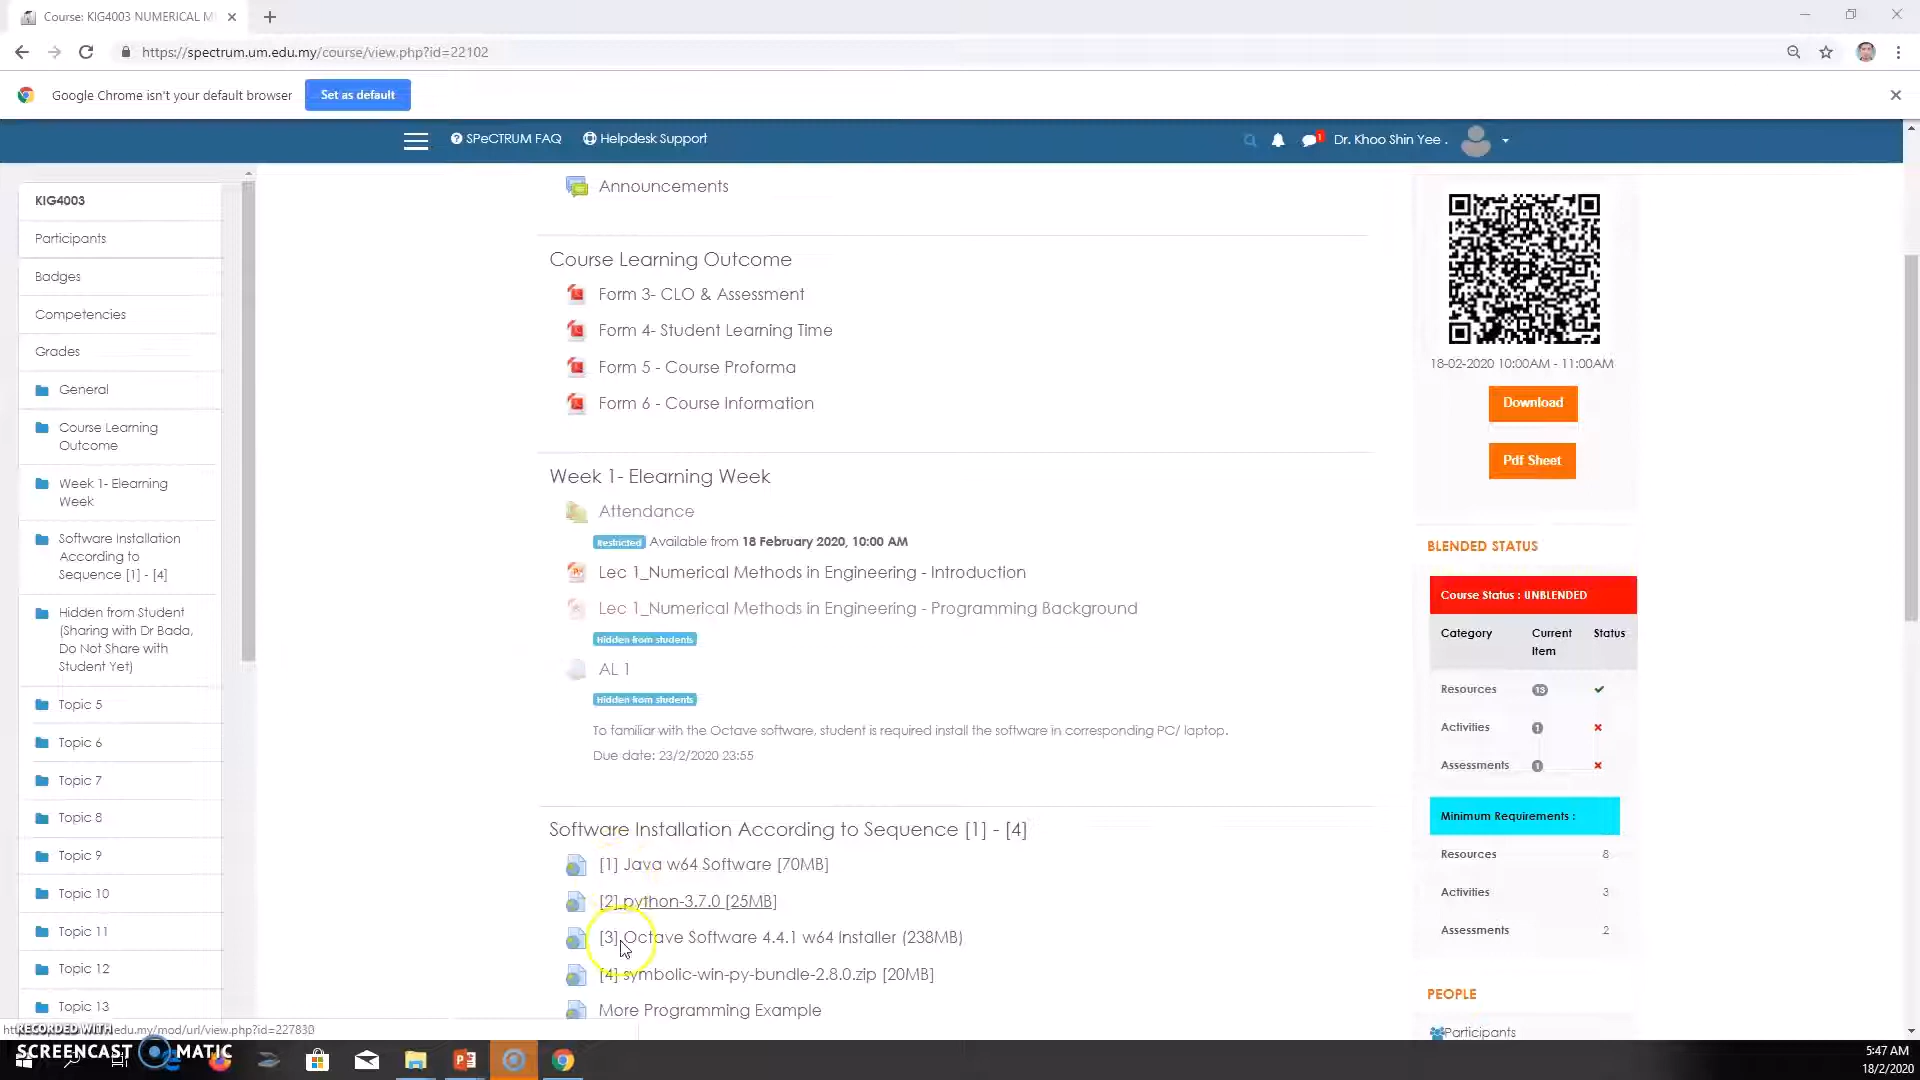 Course: KIG4003 NUMERICAL M
https://spectrum.um.edu.my/course/view.php?id=22102
Google Chrome isn't your default browser
Set as default
SPeCTRUM FAQ
Helpdesk Support
1
Dr. Khoo Shin Yee .
KIG4003
Participants
Badges
Competencies
Grades
General
Course Learning
Outcome
Week 1- Elearning
Week
Software Installation
According to
Sequence [1] - [4]
Hidden from Student
(Sharing with Dr Bada,
Do Not Share with
Student Yet)
Topic 5
Topic 6
Topic 7
Topic 8
Topic 9
Topic 10
Topic 11
Topic 12
Topic 13
Announcements
Course Learning Outcome
Form 3- CLO & Assessment
Form 4- Student Learning Time
Form 5 - Course Proforma
Form 6 - Course Information
Week 1- Elearning Week
Attendance
Restricted Available from 18 February 2020, 10:00 AM
Lec 1_Numerical Methods in Engineering - Introduction
Lec 1_Numerical Methods in Engineering - Programming Background
Hidden from students
AL 1
Hidden from students
To familiar with the Octave software, student is required install the software in corresponding PC/ laptop.
Due date: 23/2/2020 23:55
Software Installation According to Sequence [1] - [4]
[1] Java w64 Software [70MB]
[2] python-3.7.0 [25MB]
[3] Octave Software 4.4.1 w64 Installer (238MB)
[4] symbolic-win-py-bundle-2.8.0.zip [20MB]
More Programming Example
18-02-2020 10:00AM - 11:00AM
Download
Pdf Sheet
BLENDED STATUS
Course Status : UNBLENDED
Category Current Item Status
Resources 13
Activities 1
Assessments 1
Minimum Requirements :
Resources 8
Activities 3
Assessments 2
PEOPLE
Participants
edu.my/mod/url/view.php?id=227830
RECORDED WITH
SCREENCAST MATIC
5:47 AM
18/2/2020